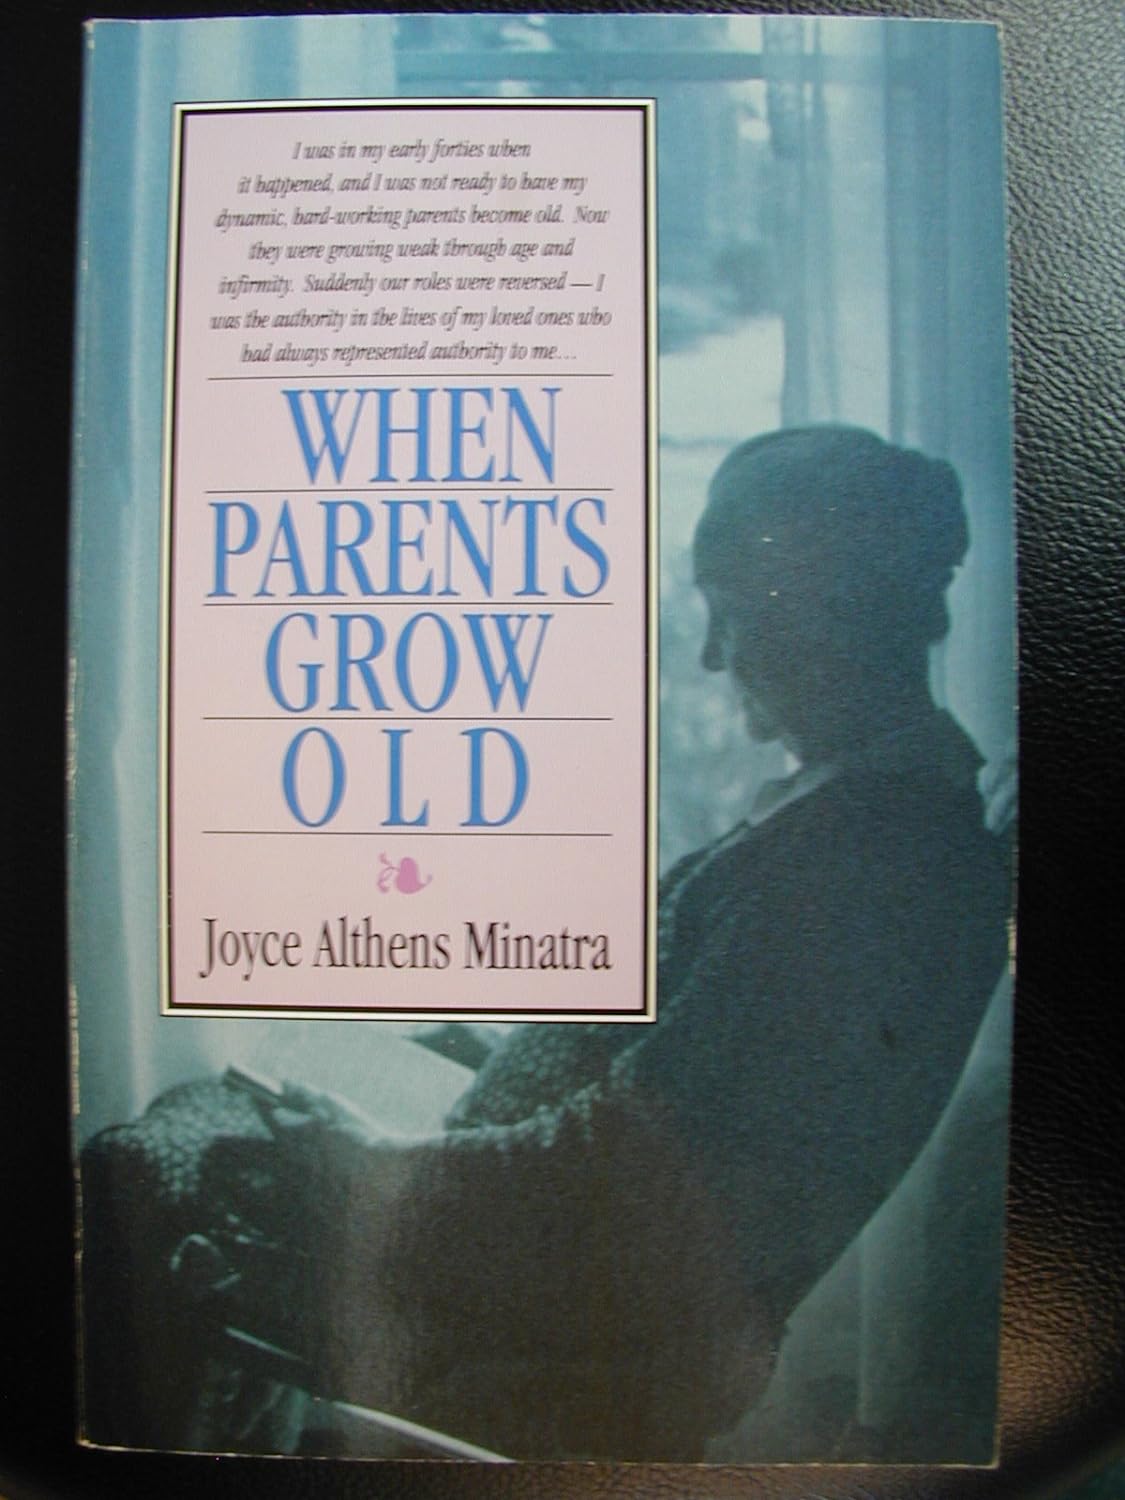 I was in my early forties when
it happened, and I was not ready to have my
dynamic, hard-working parents become old. Now
they were growing weak through age and
infirmity. Suddenly our roles were reversed — I
was the authority in the lives of my loved ones who
had always represented authority to me...
WHEN
PARENTS
GROW
OLD
Joyce Althens Minatra